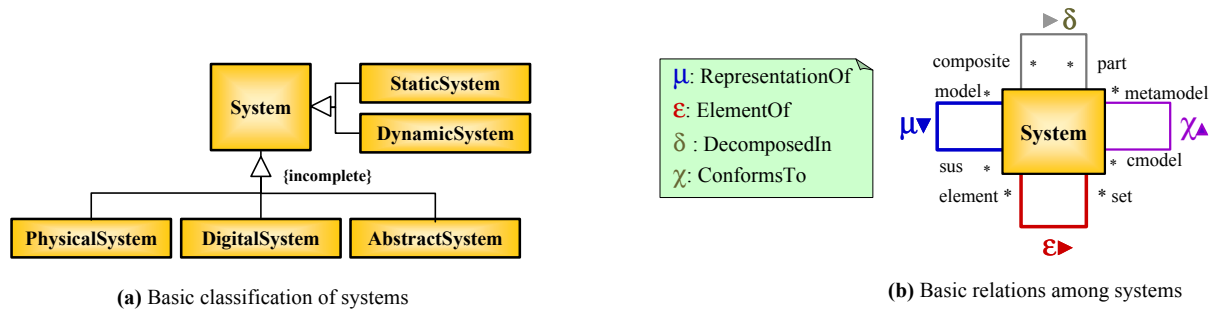 StaticSystem
System
DynamicSystem
{incomplete}
PhysicalSystem
DigitalSystem
AbstractSystem
(a) Basic classification of systems
μ: RepresentationOf
ε: ElementOf
δ: DecomposedIn
χ: ConformsTo
▶δ
composite * * part
model * * metamodel
μ▼ System χ▲
sus * * cmodel
element * * set
ε▶
(b) Basic relations among systems